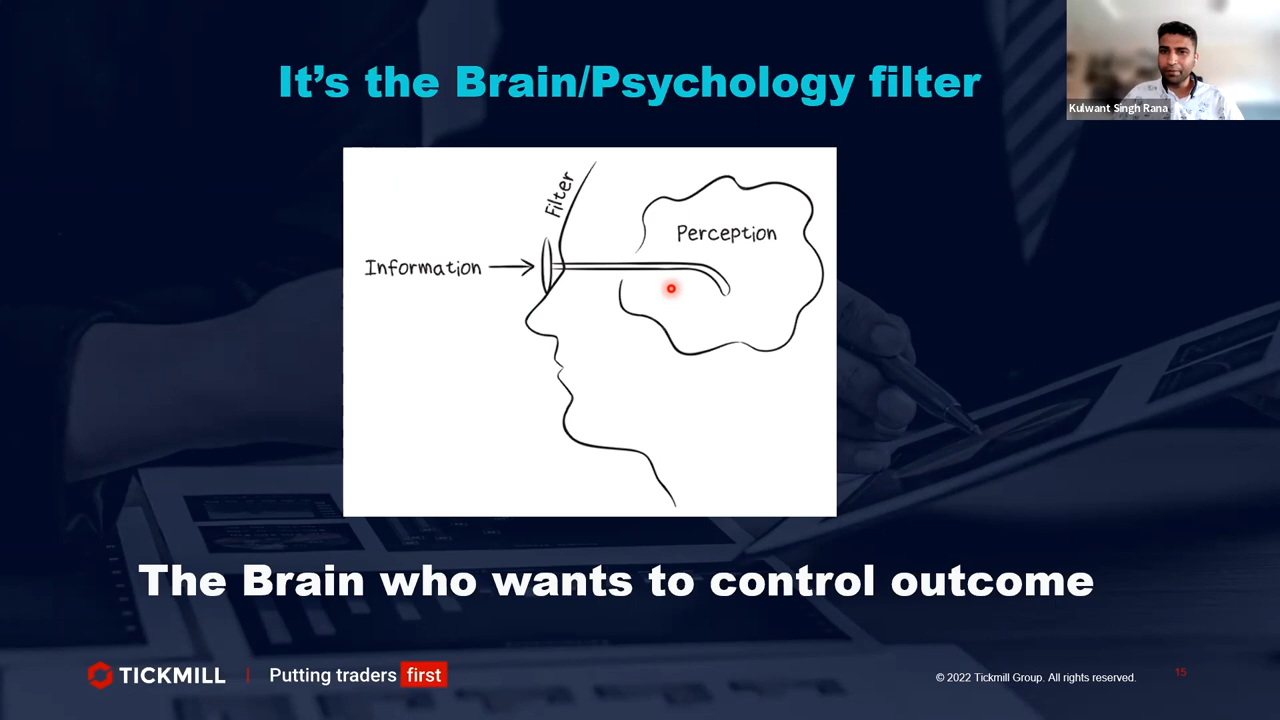 It's the Brain/Psychology filter
Kulwant Singh Rana
Filter
Information
Perception
The Brain who wants to control outcome
TICKMILL | Putting traders first
© 2022 Tickmill Group. All rights reserved.
15